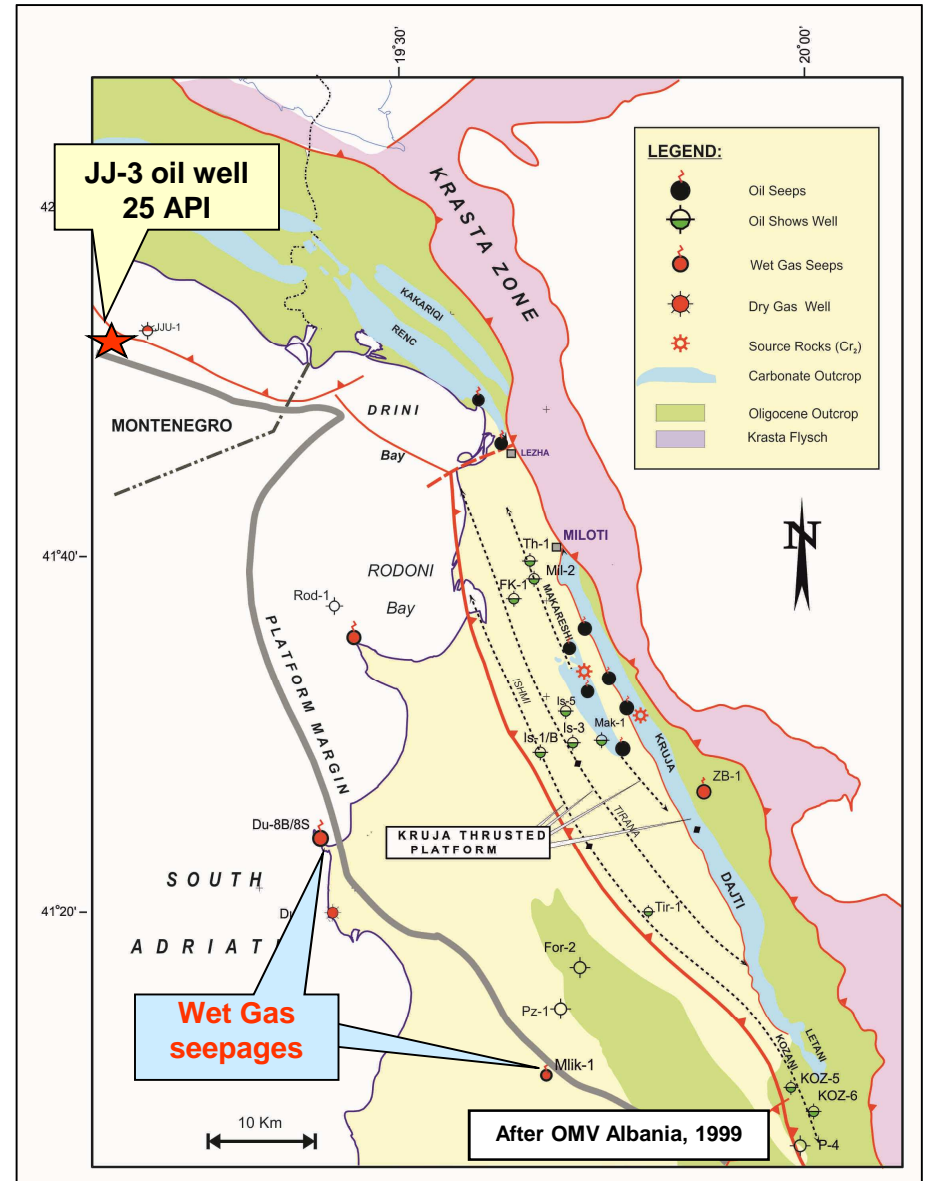 19°30'
20°00'
JJ-3 oil well
25 API
42
KRASTA ZONE
LEGEND:
Oil Seeps
Oil Shows Well
Wet Gas Seeps
Dry Gas Well
Source Rocks (Cr₂)
Carbonate Outcrop
Oligocene Outcrop
Krasta Flysch
KAKARIQI
RENC
JJU-1
MONTENEGRO
DRINI
Bay
LEZHA
41°40'
MILOTI
Th-1
Mil-2
FK-1
RODONI
Bay
Rod-1
MAKARESHI
N
PLATFORM MARGIN
ISHMI
Is-5
Is-3
Mak-1
Is-1/B
KRUJA
ZB-1
TIRANA
KRUJA THRUSTED
PLATFORM
Du-8B/8S
DAJTI
SOUTH
ADRIATI
41°20'
Du
Tir-1
For-2
Pz-1
Wet Gas
seepages
Mlik-1
LETANI
KOZANI
KOZ-5
KOZ-6
P-4
10 Km
After OMV Albania, 1999